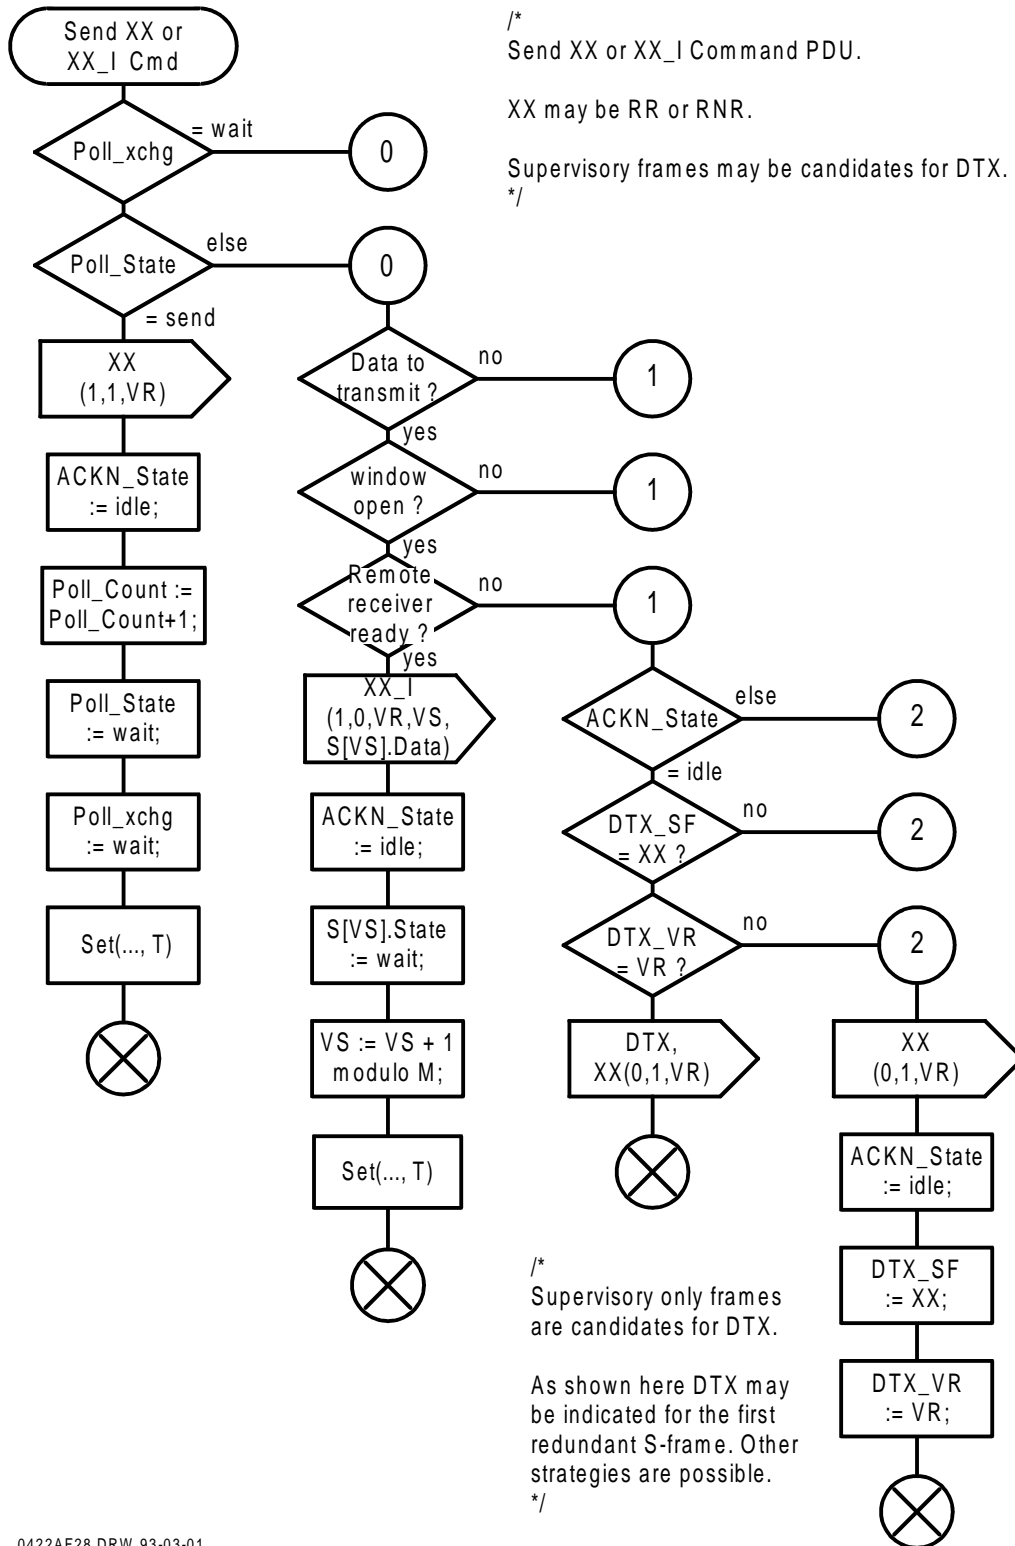 Send XX or
XX_I Cmd
/*
Send XX or XX_I Command PDU.
XX may be RR or RNR.
Supervisory frames may be candidates for DTX.
*/
Poll_xchg
= wait
0
Poll_State
else
0
= send
XX
(1,1,VR)
ACKN_State
:= idle;
Poll_Count :=
Poll_Count+1;
Poll_State
:= wait;
Poll_xchg
:= wait;
Set(..., T)
Data to
transmit ?
no
1
yes
window
open ?
no
1
yes
Remote
receiver
ready ?
no
1
yes
XX_I
(1,0,VR,VS,
S[VS].Data)
ACKN_State
:= idle;
S[VS].State
:= wait;
VS := VS + 1
modulo M;
Set(..., T)
ACKN_State
else
2
= idle
DTX_SF
= XX ?
no
2
DTX_VR
= VR ?
no
2
DTX,
XX(0,1,VR)
XX
(0,1,VR)
ACKN_State
:= idle;
DTX_SF
:= XX;
DTX_VR
:= VR;
/*
Supervisory only frames
are candidates for DTX.
As shown here DTX may
be indicated for the first
redundant S-frame. Other
strategies are possible.
*/
0422AF28.DRW 93-03-01